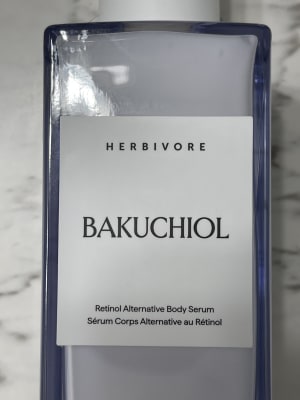 HERBIVORE
BAKUCHIOL
Retinol Alternative Body Serum
Sérum Corps Alternative au Rétinol